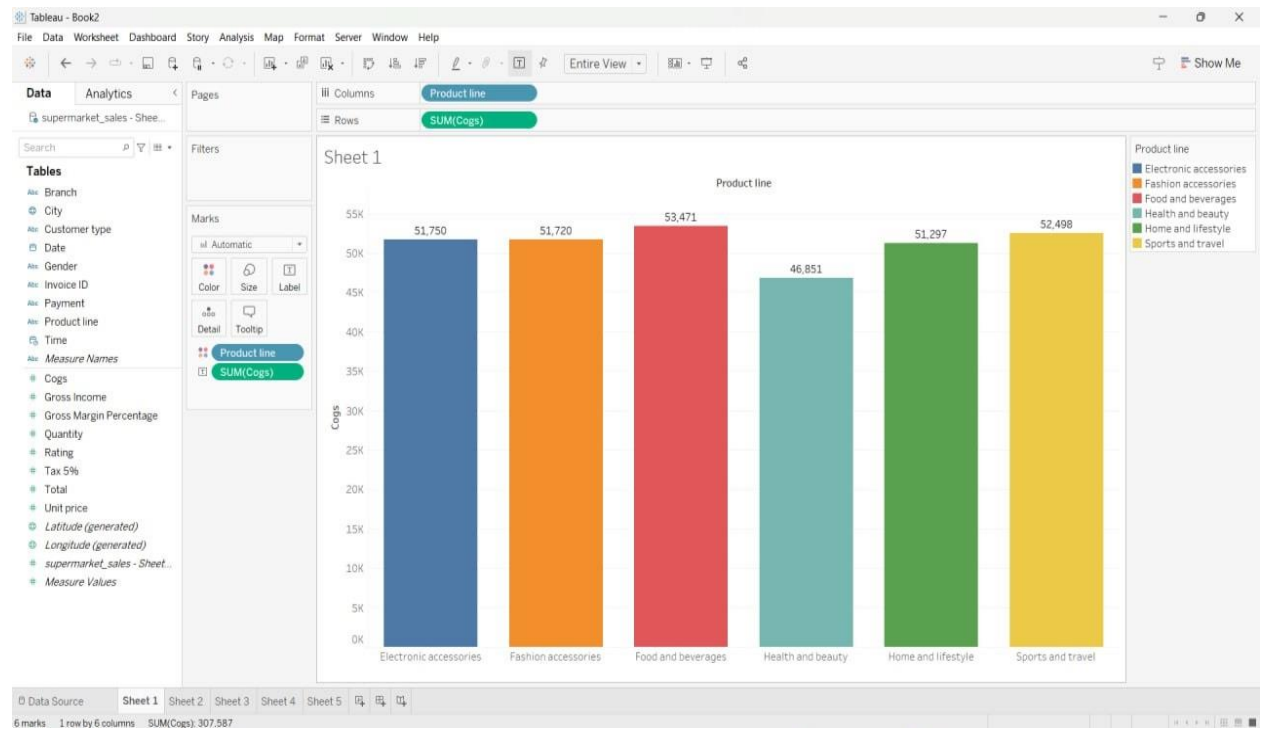 Tableau - Book2
File Data Worksheet Dashboard Story Analysis Map Format Server Window Help
Entire View
Show Me
Data Analytics
supermarket_sales - Shee...
Search
Tables
Abc Branch
City
Abc Customer type
Date
Abc Gender
Abc Invoice ID
Abc Payment
Abc Product line
Time
Abc Measure Names
# Cogs
# Gross Income
# Gross Margin Percentage
# Quantity
# Rating
# Tax 5%
# Total
# Unit price
Latitude (generated)
Longitude (generated)
# supermarket_sales - Sheet...
# Measure Values
Pages
Filters
Marks
Automatic
Color Size Label
Detail Tooltip
Product line
SUM(Cogs)
Columns Product line
Rows SUM(Cogs)
Sheet 1
Product line
Cogs
55K
50K
45K
40K
35K
30K
25K
20K
15K
10K
5K
0K
51,750 51,720 53,471 46,851 51,297 52,498
Electronic accessories Fashion accessories Food and beverages Health and beauty Home and lifestyle Sports and travel
Product line
Electronic accessories
Fashion accessories
Food and beverages
Health and beauty
Home and lifestyle
Sports and travel
Data Source Sheet 1 Sheet 2 Sheet 3 Sheet 4 Sheet 5
6 marks 1 row by 6 columns SUM(Cogs): 307,587